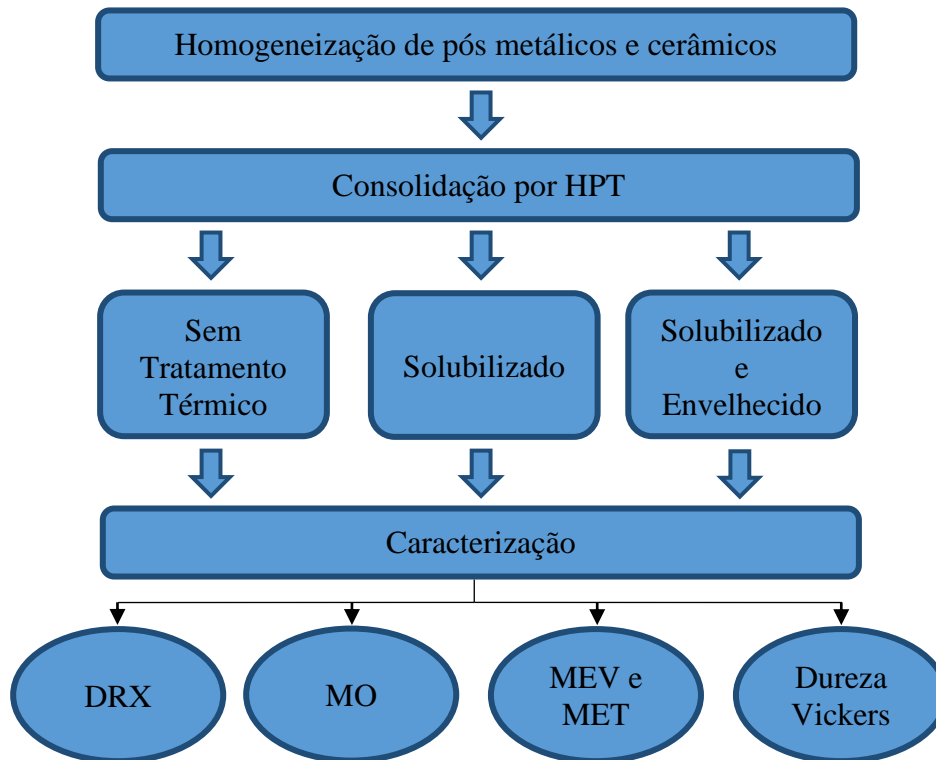 Homogeneização de pós metálicos e cerâmicos
Consolidação por HPT
Sem
Tratamento
Térmico
Solubilizado
Solubilizado
e
Envelhecido
Caracterização
DRX
MO
MEV e
MET
Dureza
Vickers